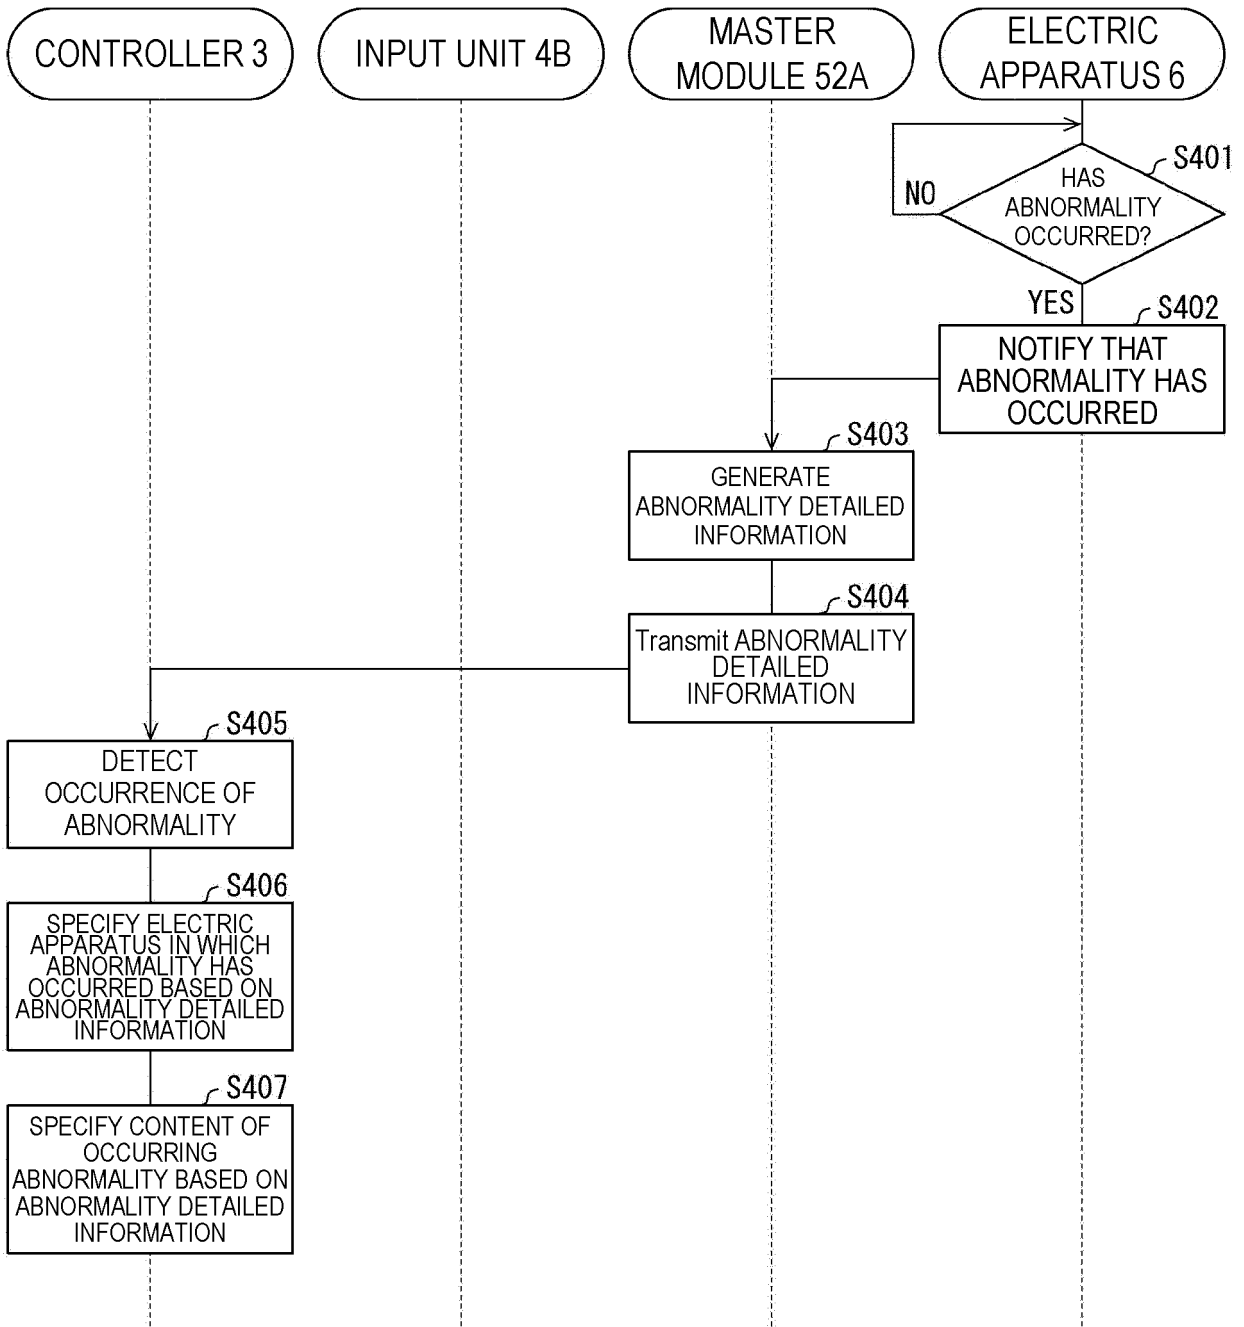 CONTROLLER 3
INPUT UNIT 4B
MASTER
MODULE 52A
ELECTRIC
APPARATUS 6
S401
HAS
ABNORMALITY
OCCURRED?
NO
YES
S402
NOTIFY THAT
ABNORMALITY HAS
OCCURRED
S403
GENERATE
ABNORMALITY DETAILED
INFORMATION
S404
Transmit ABNORMALITY
DETAILED
INFORMATION
S405
DETECT
OCCURRENCE OF
ABNORMALITY
S406
SPECIFY ELECTRIC
APPARATUS IN WHICH
ABNORMALITY HAS
OCCURRED BASED ON
ABNORMALITY DETAILED
INFORMATION
S407
SPECIFY CONTENT OF
OCCURRING
ABNORMALITY BASED ON
ABNORMALITY DETAILED
INFORMATION